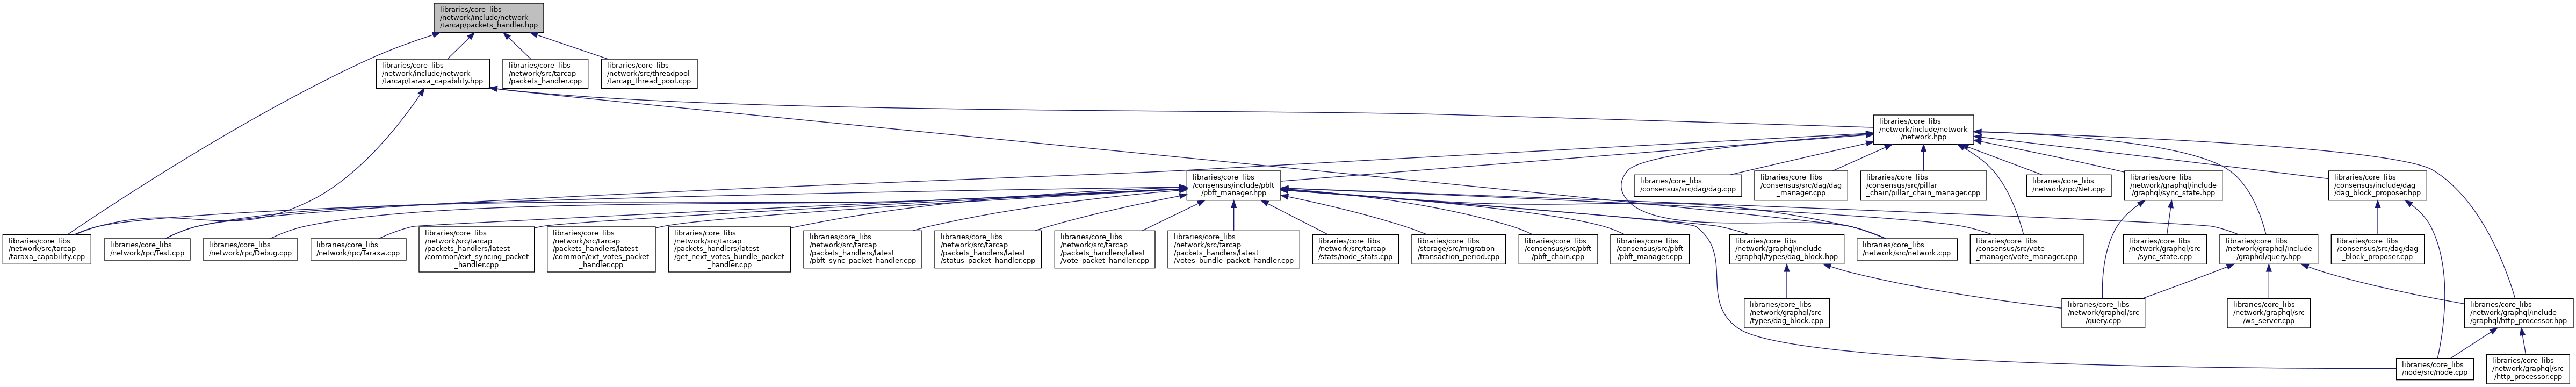 libraries/core_libs
/network/include/network
/tarcap/packets_handler.hpp
libraries/core_libs
/network/include/network
/tarcap/taraxa_capability.hpp
libraries/core_libs
/network/src/tarcap
/packets_handler.cpp
libraries/core_libs
/network/src/threadpool
/tarcap_thread_pool.cpp
libraries/core_libs
/network/include/network
/network.hpp
libraries/core_libs
/consensus/include/pbft
/pbft_manager.hpp
libraries/core_libs
/consensus/src/dag/dag.cpp
libraries/core_libs
/consensus/src/dag/dag
_manager.cpp
libraries/core_libs
/consensus/src/pillar
_chain/pillar_chain_manager.cpp
libraries/core_libs
/network/rpc/Net.cpp
libraries/core_libs
/network/graphql/include
/graphql/sync_state.hpp
libraries/core_libs
/consensus/include/dag
/dag_block_proposer.hpp
libraries/core_libs
/network/src/tarcap
/taraxa_capability.cpp
libraries/core_libs
/network/rpc/Test.cpp
libraries/core_libs
/network/rpc/Debug.cpp
libraries/core_libs
/network/rpc/Taraxa.cpp
libraries/core_libs
/network/src/tarcap
/packets_handlers/latest
/common/ext_syncing_packet
_handler.cpp
libraries/core_libs
/network/src/tarcap
/packets_handlers/latest
/common/ext_votes_packet
_handler.cpp
libraries/core_libs
/network/src/tarcap
/packets_handlers/latest
/get_next_votes_bundle_packet
_handler.cpp
libraries/core_libs
/network/src/tarcap
/packets_handlers/latest
/pbft_sync_packet_handler.cpp
libraries/core_libs
/network/src/tarcap
/packets_handlers/latest
/status_packet_handler.cpp
libraries/core_libs
/network/src/tarcap
/packets_handlers/latest
/vote_packet_handler.cpp
libraries/core_libs
/network/src/tarcap
/packets_handlers/latest
/votes_bundle_packet_handler.cpp
libraries/core_libs
/network/src/tarcap
/stats/node_stats.cpp
libraries/core_libs
/storage/src/migration
/transaction_period.cpp
libraries/core_libs
/consensus/src/pbft
/pbft_chain.cpp
libraries/core_libs
/consensus/src/pbft
/pbft_manager.cpp
libraries/core_libs
/network/graphql/include
/graphql/types/dag_block.hpp
libraries/core_libs
/network/src/network.cpp
libraries/core_libs
/consensus/src/vote
_manager/vote_manager.cpp
libraries/core_libs
/network/graphql/src
/sync_state.cpp
libraries/core_libs
/network/graphql/include
/graphql/query.hpp
libraries/core_libs
/consensus/src/dag/dag
_block_proposer.cpp
libraries/core_libs
/network/graphql/src
/types/dag_block.cpp
libraries/core_libs
/network/graphql/src
/query.cpp
libraries/core_libs
/network/graphql/src
/ws_server.cpp
libraries/core_libs
/network/graphql/include
/graphql/http_processor.hpp
libraries/core_libs
/node/src/node.cpp
libraries/core_libs
/network/graphql/src
/http_processor.cpp